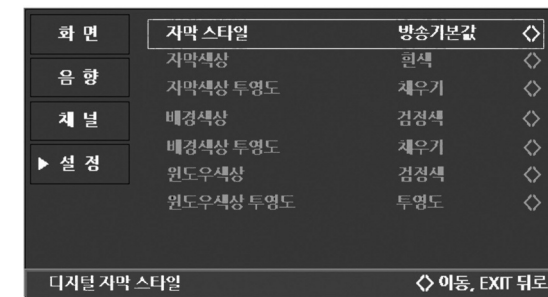 화 면
음 향
채 널
▶ 설 정
자막 스타일 방송기본값 <>
자막색상 흰색 <>
자막색상 투영도 채우기 <>
배경색상 검정색 <>
배경색상 투영도 채우기 <>
윈도우색상 검정색 <>
윈도우색상 투영도 투영도 <>
디지털 자막 스타일 <> 이동, EXIT 뒤로